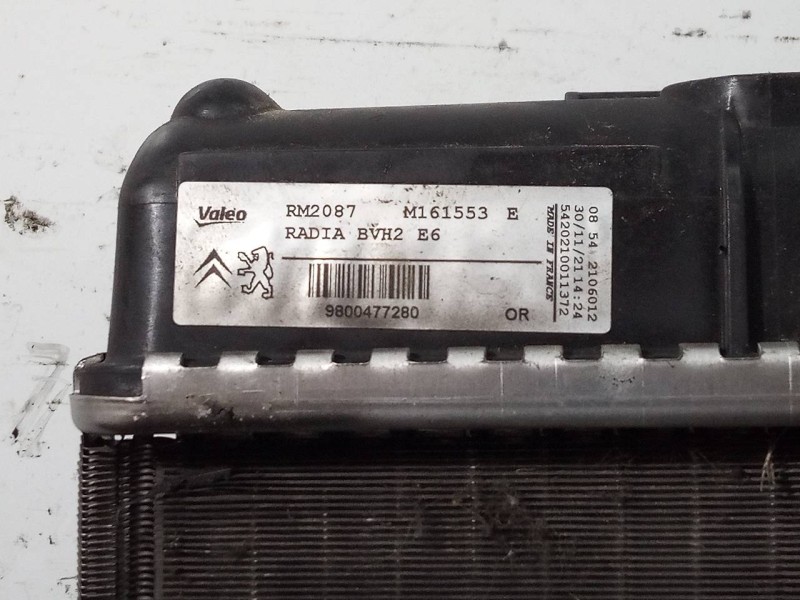 Valeo RM2087 M161553 E
RADIA BVH2 E6
9800477280 OR
MADE IN FRANCE
5420210011372
30/11/21 14:24
08 54 2106012